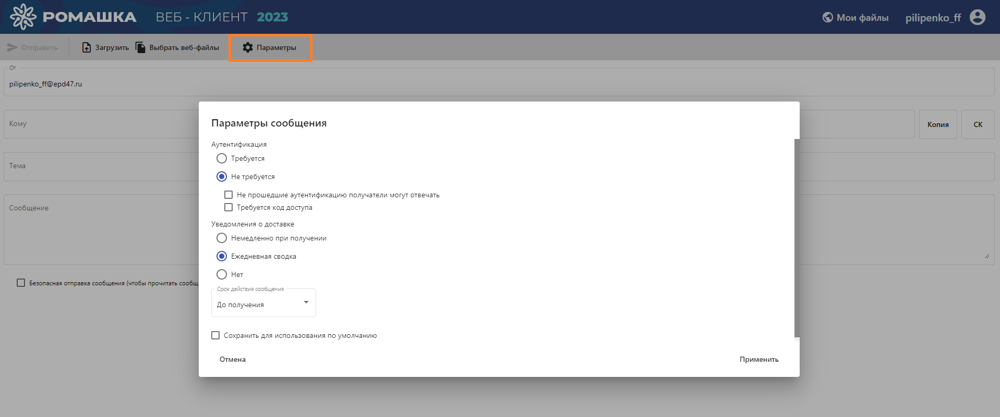 РОМАШКА ВЕБ - КЛИЕНТ 2023 Мои файлы pilipenko_ff
Отправить Загрузить Выбрать веб-файлы Параметры
От
pilipenko_ff@epd47.ru
Кому Копия СК
Тема
Сообщение
Безопасная отправка сообщения (чтобы прочитать сообщ
Параметры сообщения
Аутентификация
Требуется
Не требуется
Не прошедшие аутентификацию получатели могут отвечать
Требуется код доступа
Уведомления о доставке
Немедленно при получении
Ежедневная сводка
Нет
Срок действия сообщения
До получения
Сохранить для использования по умолчанию
Отмена Применить